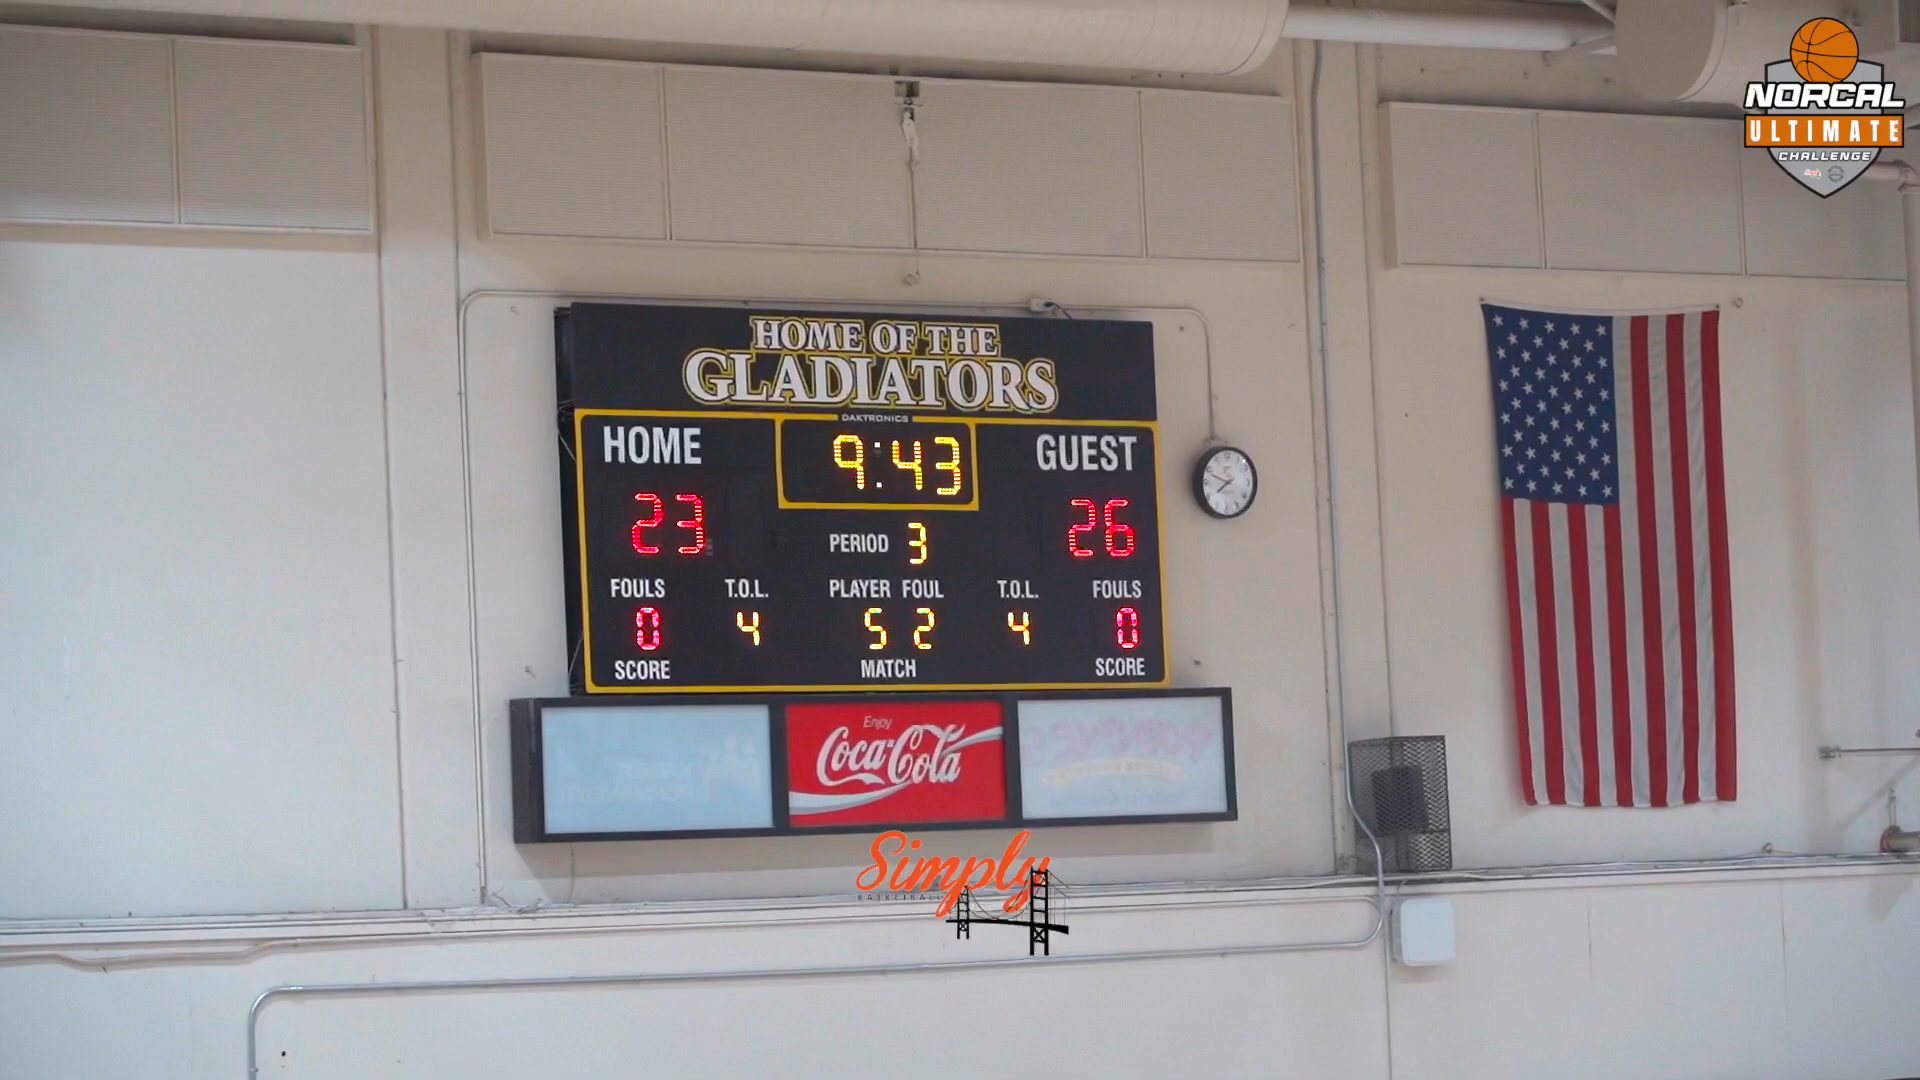 NORCAL
ULTIMATE
CHALLENGE
HOME OF THE
GLADIATORS
DAKTRONICS
HOME 9:43 GUEST
23 26
PERIOD 3
FOULS T.O.L. PLAYER FOUL T.O.L. FOULS
0 4 5 2 4 0
SCORE MATCH SCORE
Enjoy
Coca-Cola
Simply
BASKETBALL